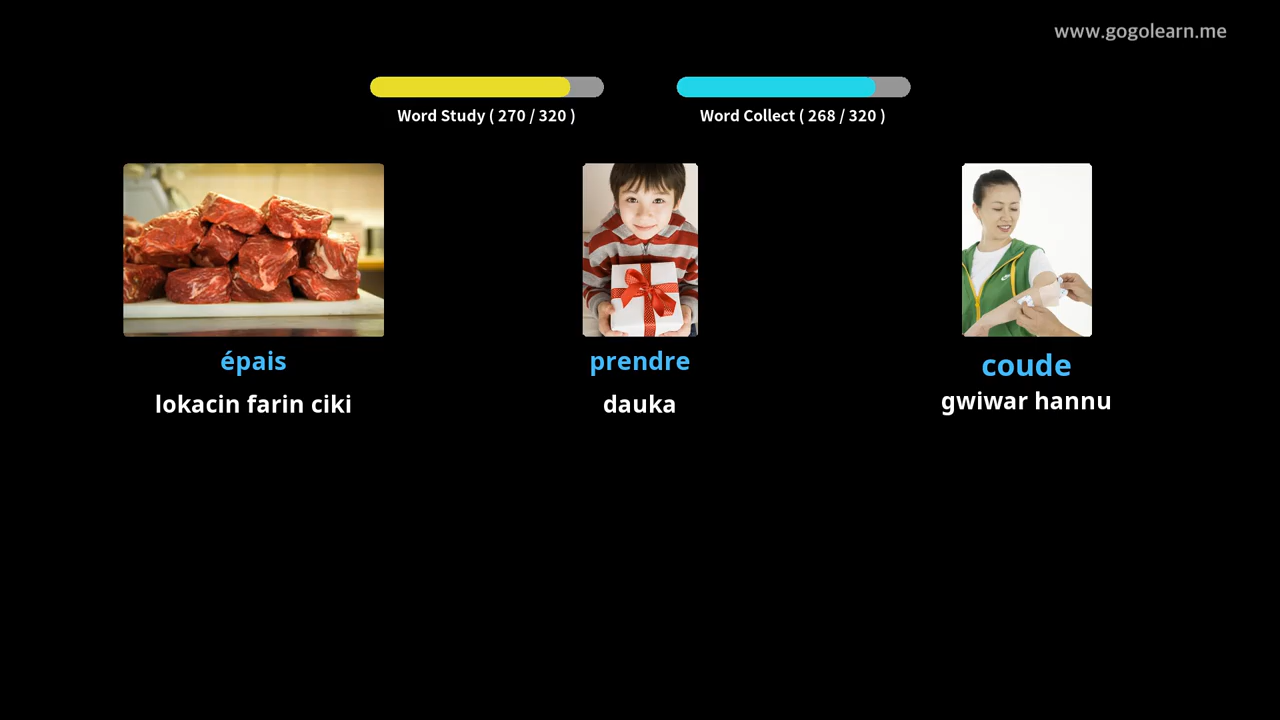 www.gogolearn.me
Word Study ( 270 / 320 )
Word Collect ( 268 / 320 )
épais
prendre
coude
lokacin farin ciki
dauka
gwiwar hannu